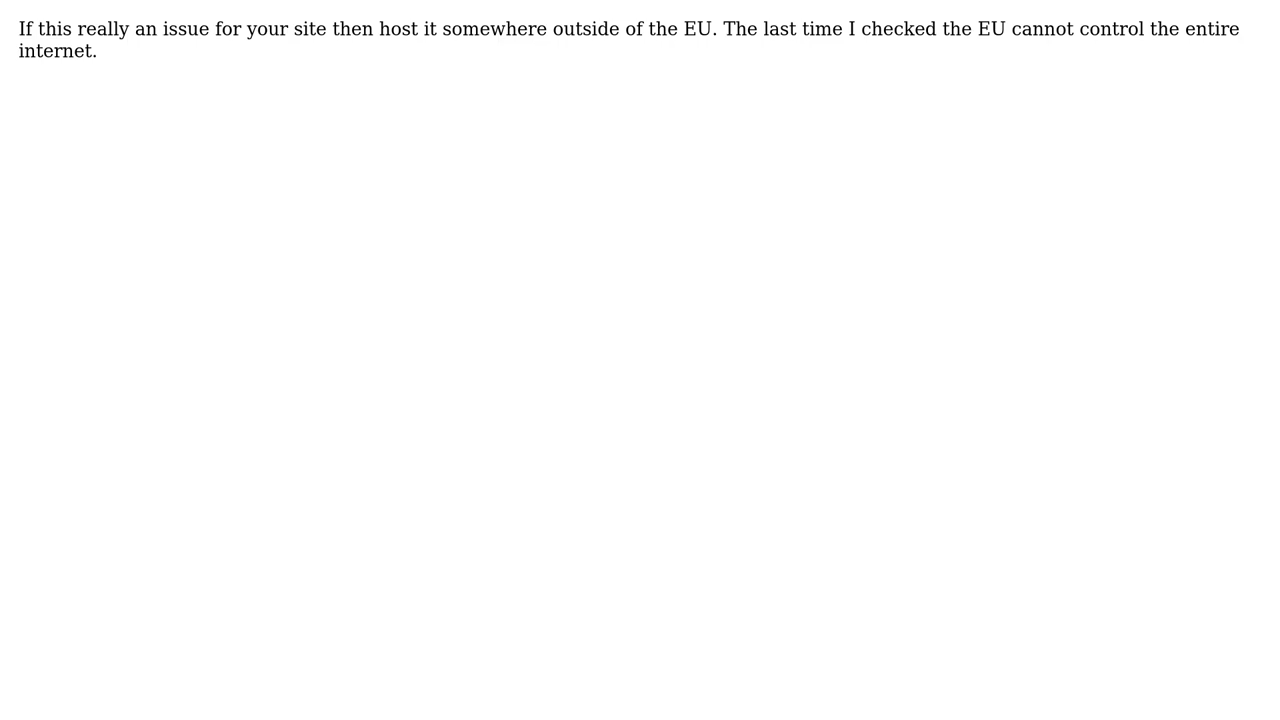 If this really an issue for your site then host it somewhere outside of the EU. The last time I checked the EU cannot control the entire
internet.